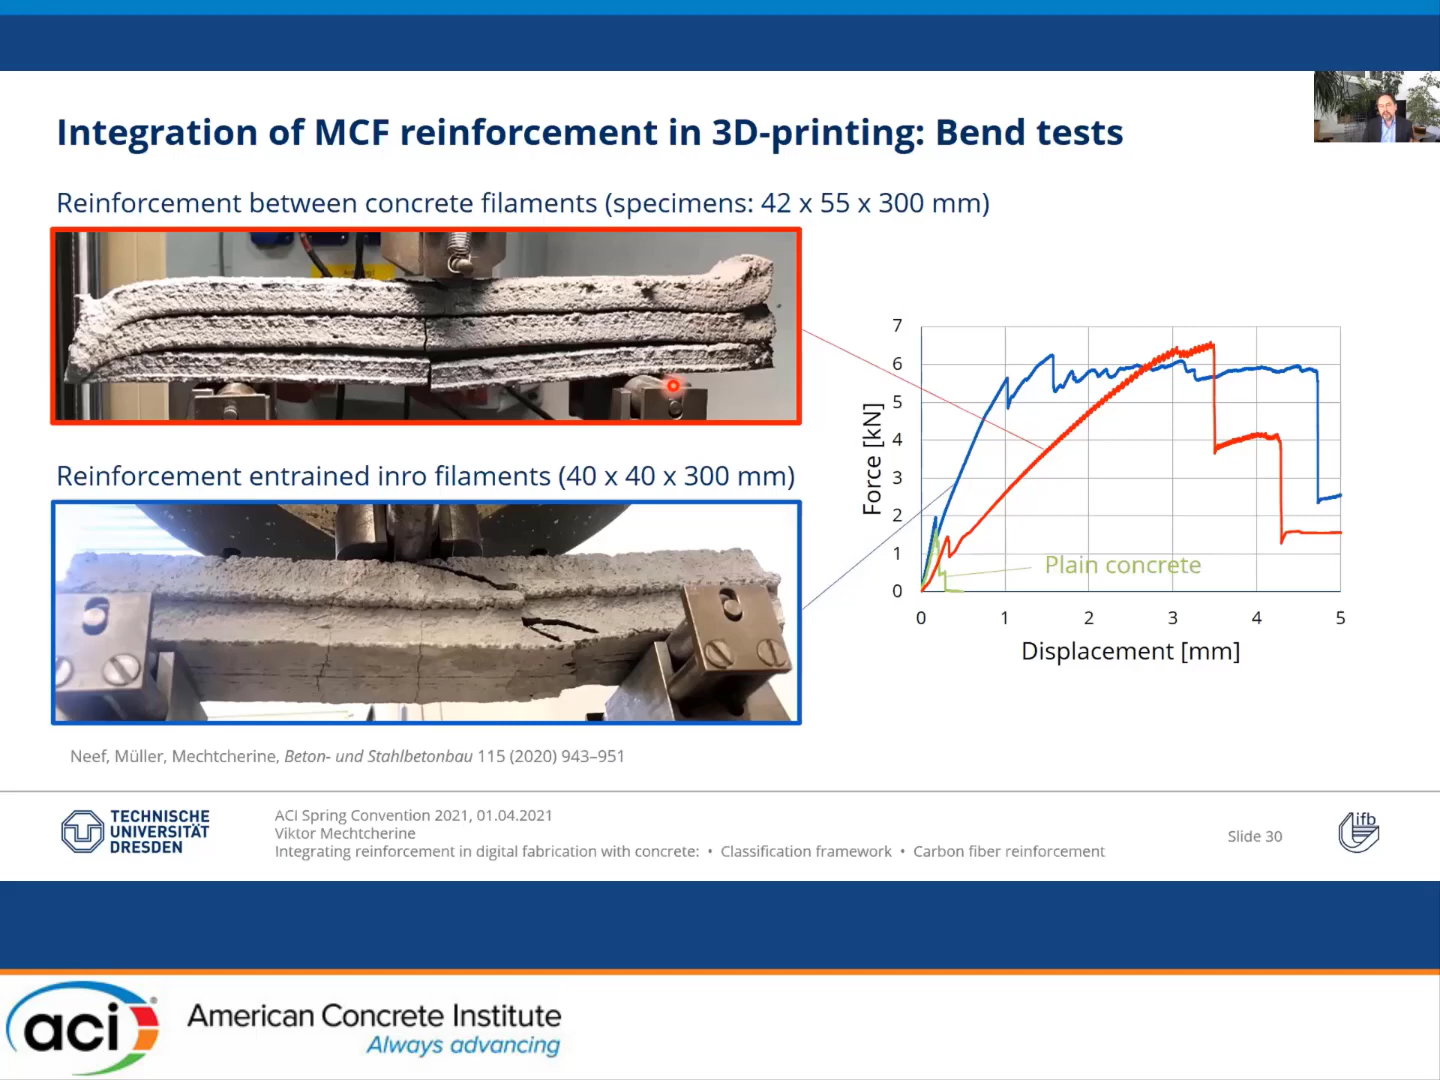 Integration of MCF reinforcement in 3D-printing: Bend tests
Reinforcement between concrete filaments (specimens: 42 x 55 x 300 mm)
Reinforcement entrained inro filaments (40 x 40 x 300 mm)
7
6
5
4
3
2
1
0
Force [kN]
Plain concrete
0 1 2 3 4 5
Displacement [mm]
Neef, Müller, Mechtcherine, Beton- und Stahlbetonbau 115 (2020) 943–951
TECHNISCHE
UNIVERSITÄT
DRESDEN
ACI Spring Convention 2021, 01.04.2021
Viktor Mechtcherine
Integrating reinforcement in digital fabrication with concrete: • Classification framework • Carbon fiber reinforcement
Slide 30
ifb
aci
American Concrete Institute
Always advancing